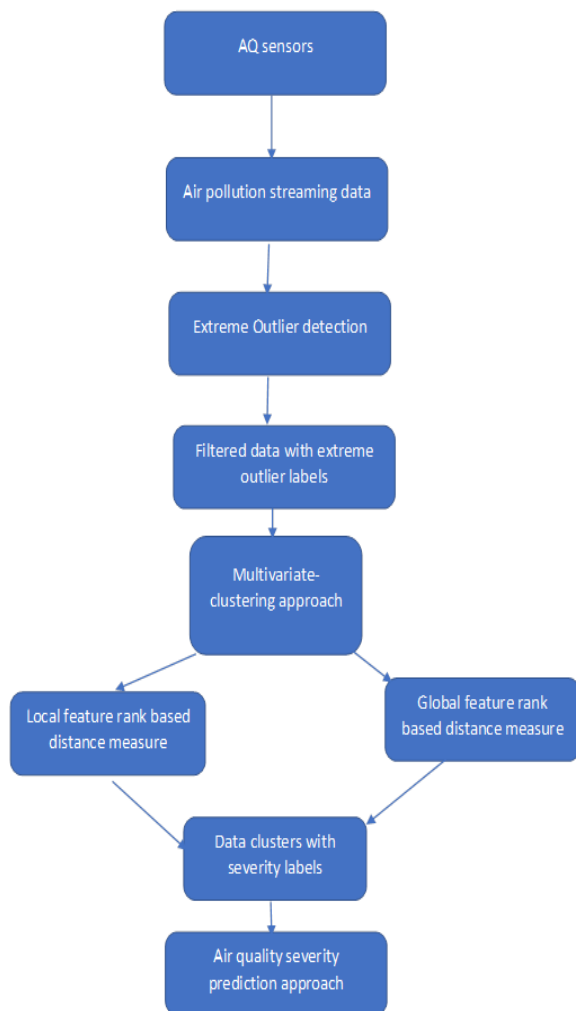 AQ sensors
Air pollution streaming data
Extreme Outlier detection
Filtered data with extreme
outlier labels
Multivariate-
clustering approach
Local feature rank based
distance measure
Global feature rank
based distance measure
Data clusters with
severity labels
Air quality severity
prediction approach